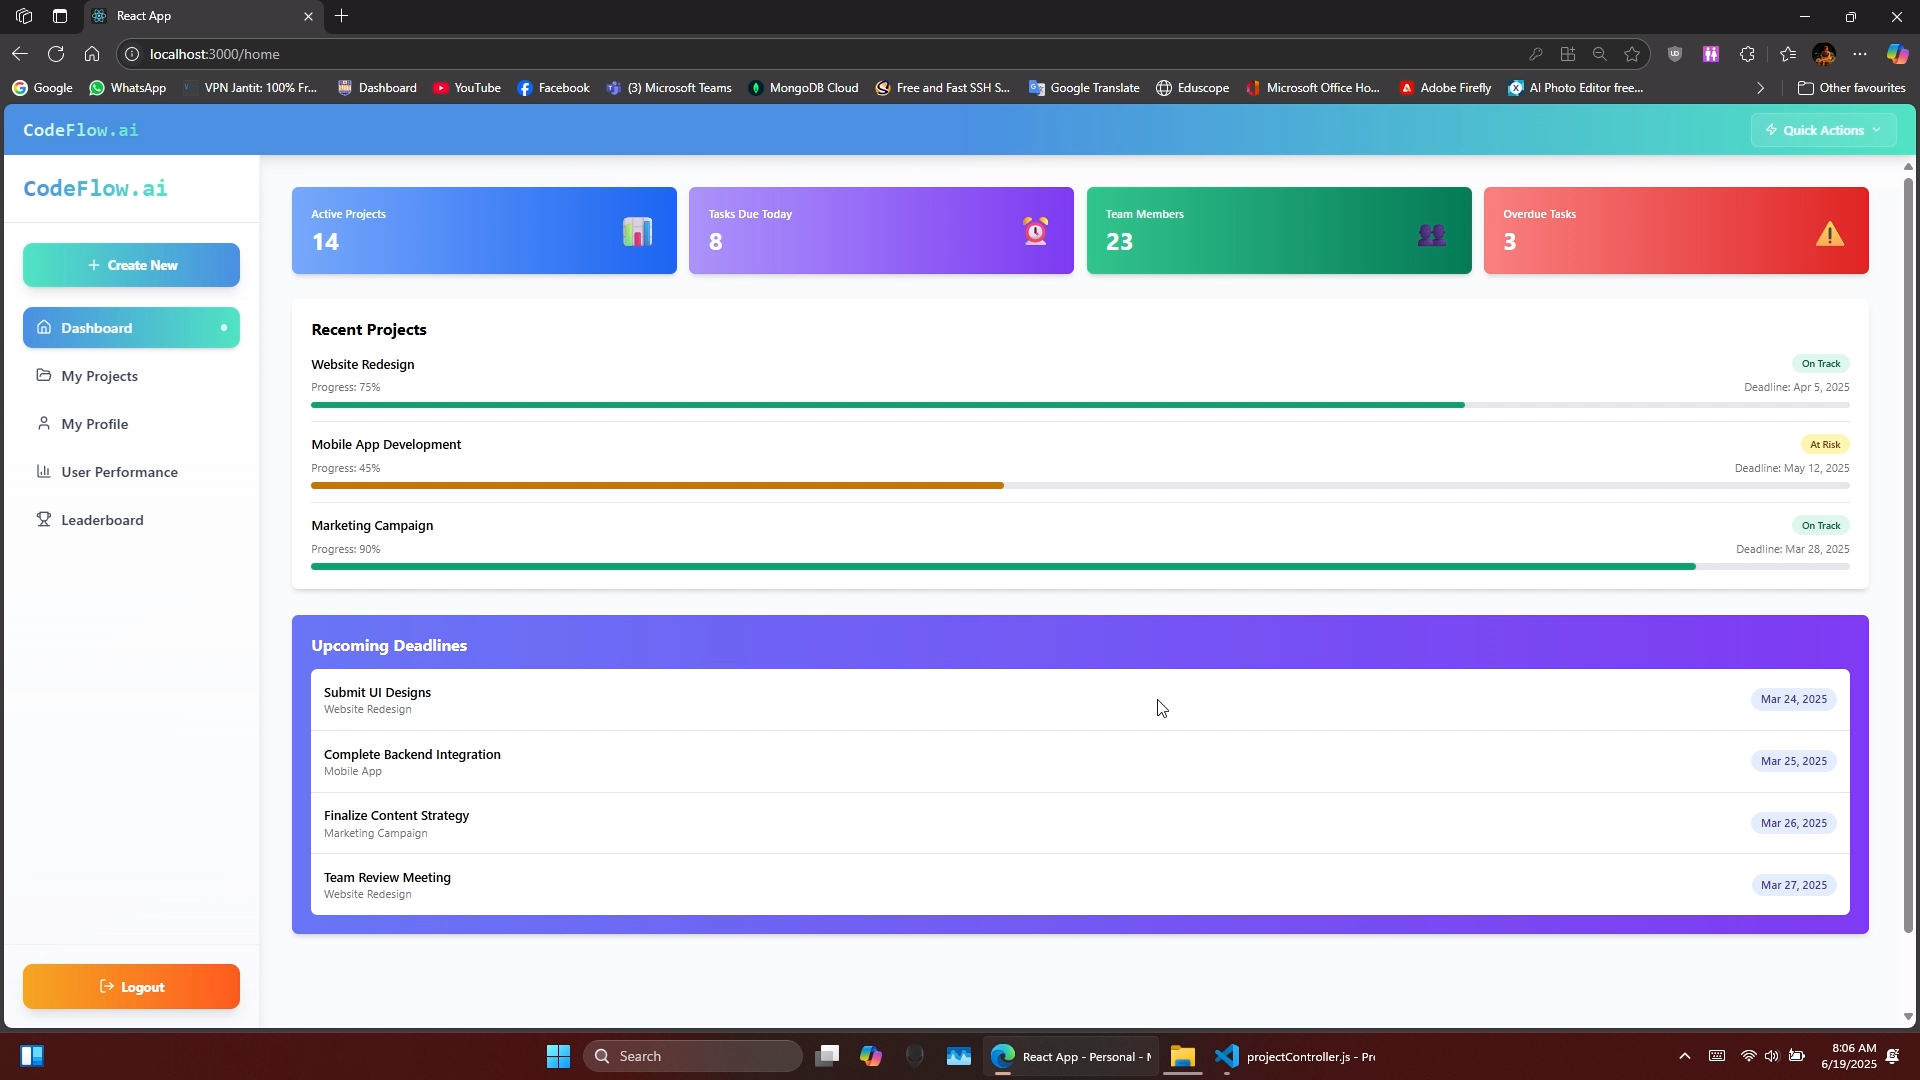 React App
localhost:3000/home
Google
WhatsApp
VPN Jantit: 100% Fr...
Dashboard
YouTube
Facebook
(3) Microsoft Teams
MongoDB Cloud
Free and Fast SSH S...
Google Translate
Eduscope
Microsoft Office Ho...
Adobe Firefly
AI Photo Editor free...
Other favourites
CodeFlow.ai
Quick Actions
CodeFlow.ai
Create New
Dashboard
My Projects
My Profile
User Performance
Leaderboard
Logout
Active Projects
14
Tasks Due Today
8
Team Members
23
Overdue Tasks
3
Recent Projects
Website Redesign
On Track
Progress: 75%
Deadline: Apr 5, 2025
Mobile App Development
At Risk
Progress: 45%
Deadline: May 12, 2025
Marketing Campaign
On Track
Progress: 90%
Deadline: Mar 28, 2025
Upcoming Deadlines
Submit UI Designs
Website Redesign
Mar 24, 2025
Complete Backend Integration
Mobile App
Mar 25, 2025
Finalize Content Strategy
Marketing Campaign
Mar 26, 2025
Team Review Meeting
Website Redesign
Mar 27, 2025
Search
React App - Personal -
projectController.js - Pr
8:06 AM
6/19/2025